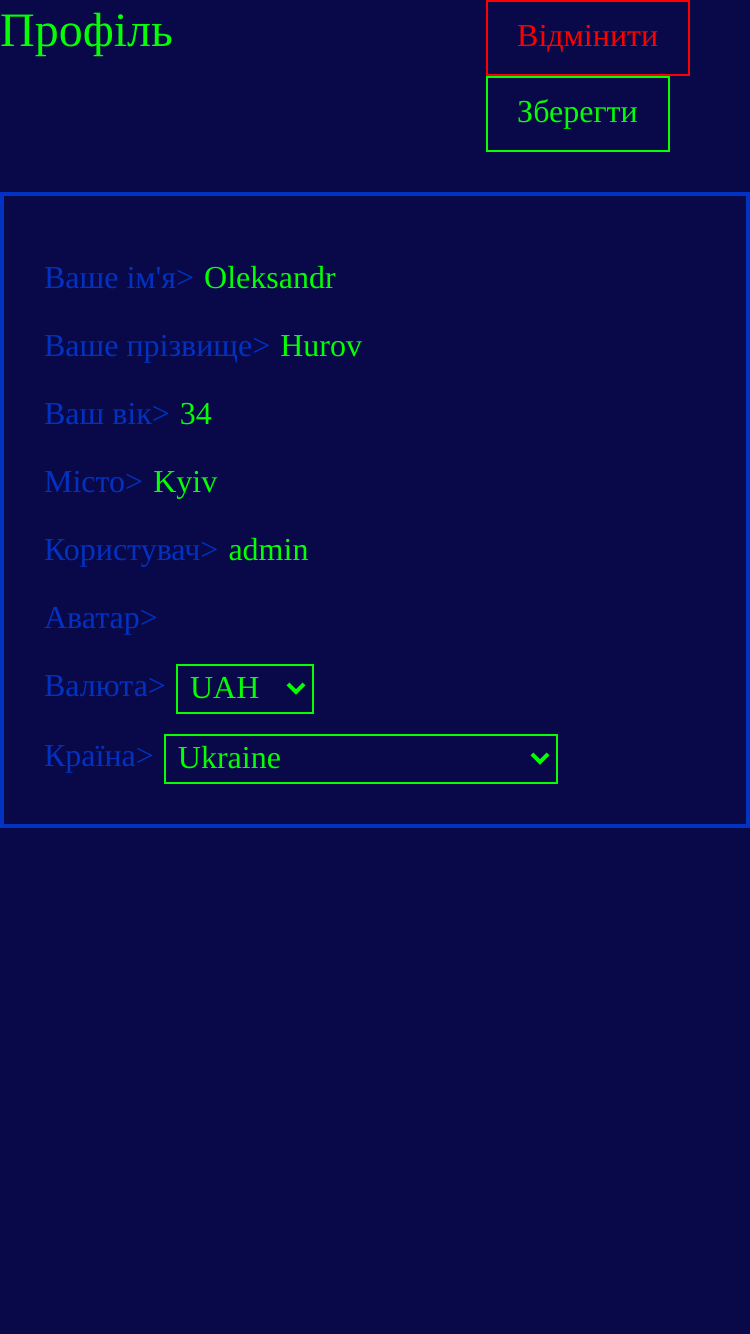 Профіль
Відмінити
Зберегти
Ваше ім'я> Oleksandr
Ваше прізвище> Hurov
Ваш вік> 34
Місто> Kyiv
Користувач> admin
Аватар>
Валюта> UAH
Країна> Ukraine